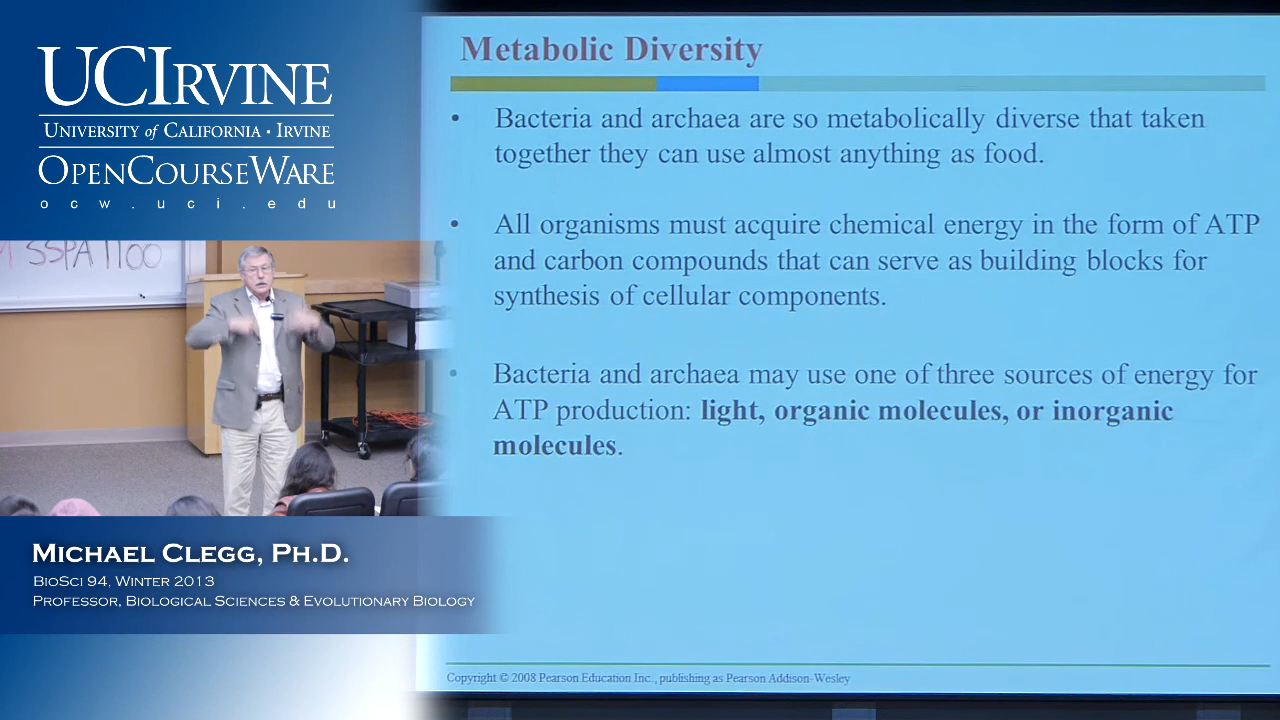 UCIRVINE
UNIVERSITY of CALIFORNIA · IRVINE
OPENCOURSEWARE
ocw.uci.edu
SSPA 1100
MICHAEL CLEGG, PH.D.
BIOSCI 94, WINTER 2013
PROFESSOR, BIOLOGICAL SCIENCES & EVOLUTIONARY BIOLOGY
Metabolic Diversity
• Bacteria and archaea are so metabolically diverse that taken
together they can use almost anything as food.
• All organisms must acquire chemical energy in the form of ATP
and carbon compounds that can serve as building blocks for
synthesis of cellular components.
• Bacteria and archaea may use one of three sources of energy for
ATP production: light, organic molecules, or inorganic
molecules.
Copyright © 2008 Pearson Education Inc., publishing as Pearson Addison-Wesley